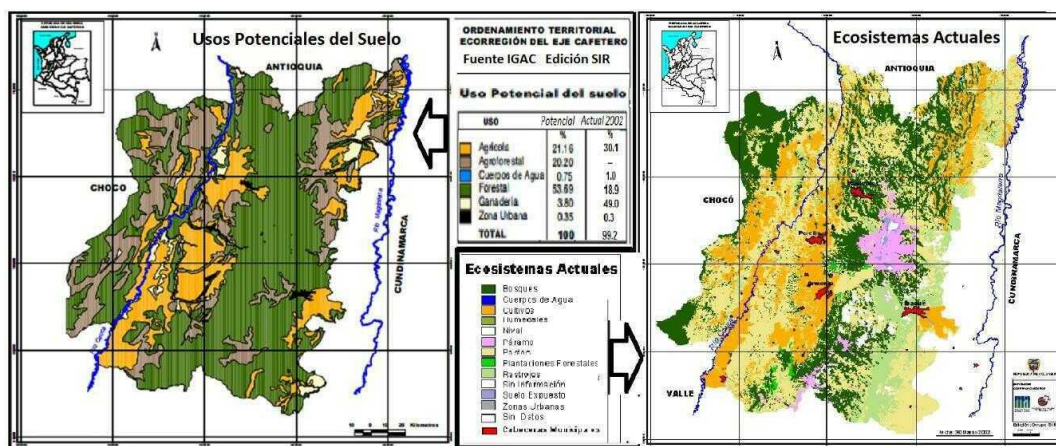 Usos Potenciales del Suelo
ANTIOQUIA
CHOCO
CUNDINAMARCA
Kilometros
ORDENAMIENTO TERRITORIAL
ECORREGIÓN DEL EJE CAFETERO
Fuente IGAC Edición SIR
Uso Potencial del suelo
USO Potencial Actual 2002
% %
Agrícola 21.16 30.1
Agroforestal 20.20 --
Cuerpos de Agua 0.75 1.0
Forestal 53.69 18.9
Ganadería 3.80 49.0
Zona Urbana 0.35 0.3
TOTAL 100 99.2
Ecosistemas Actuales
Bosques
Cuerpos de Agua
Cultivos
Humedales
Nival
Páramo
Pastos
Plantaciones Forestales
Rastrojos
Sin Información
Suelo Expuesto
Zonas Urbanas
Sin Datos
Cabeceras Municipales
Ecosistemas Actuales
ANTIOQUIA
CHOCÓ
Río Magdalena
CUNDINAMARCA
VALLE